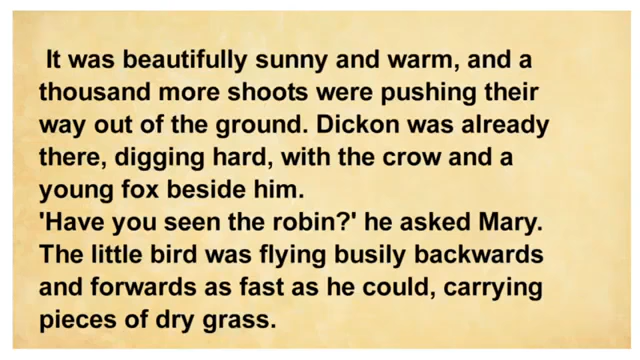 It was beautifully sunny and warm, and a
thousand more shoots were pushing their
way out of the ground. Dickon was already
there, digging hard, with the crow and a
young fox beside him.
'Have you seen the robin?' he asked Mary.
The little bird was flying busily backwards
and forwards as fast as he could, carrying
pieces of dry grass.